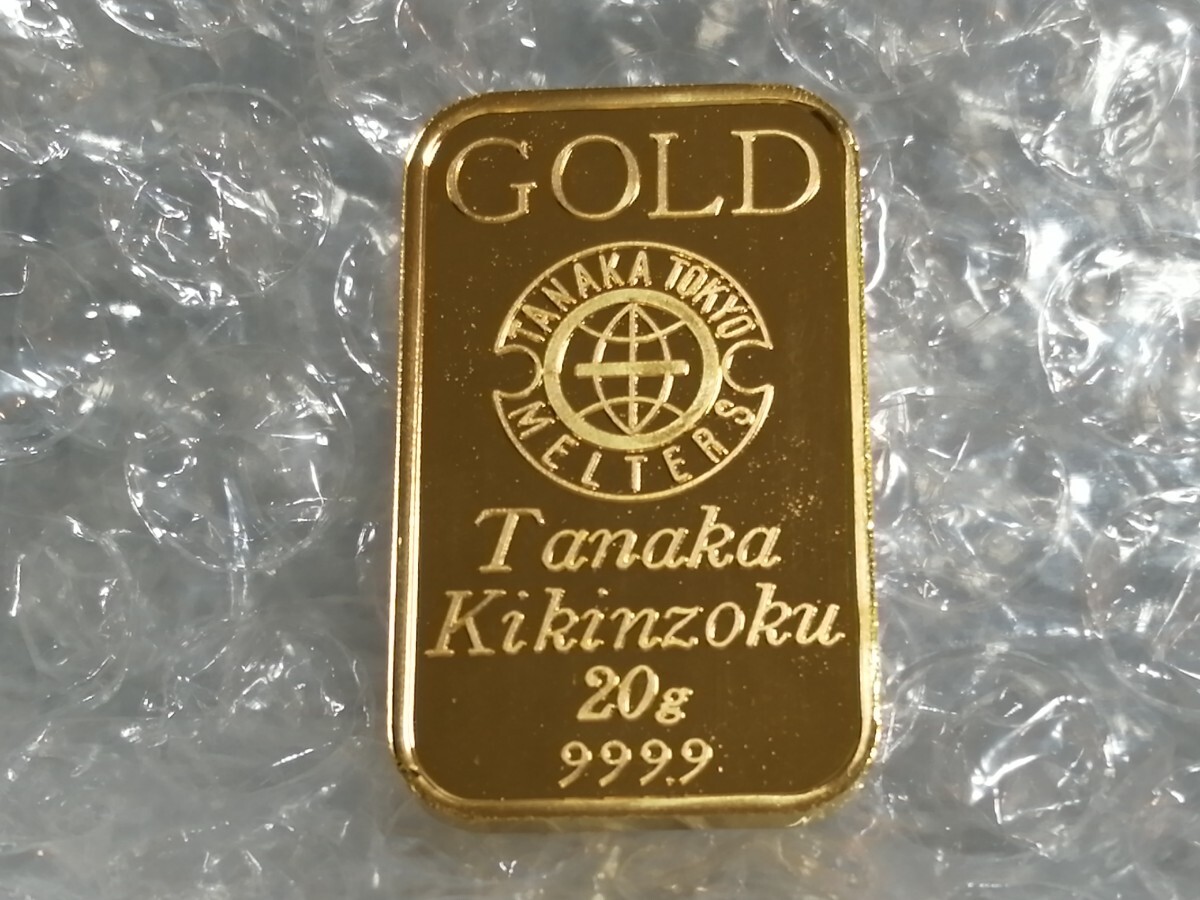 GOLD
TANAKA TOKYO
MELTERS
Tanaka
Kikinzoku
20g
999.9